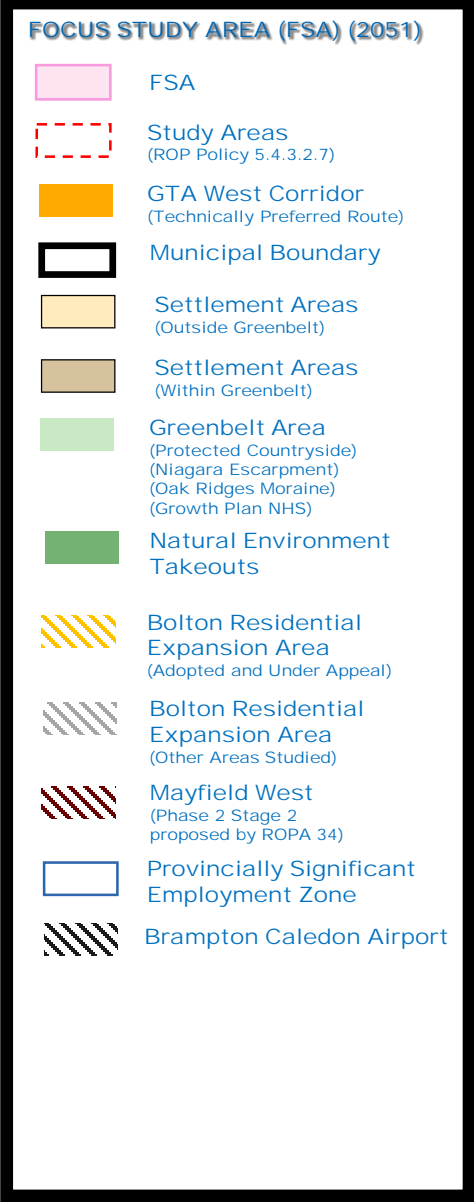 FOCUS STUDY AREA (FSA) (2051)
FSA
Study Areas
(ROP Policy 5.4.3.2.7)
GTA West Corridor
(Technically Preferred Route)
Municipal Boundary
Settlement Areas
(Outside Greenbelt)
Settlement Areas
(Within Greenbelt)
Greenbelt Area
(Protected Countryside)
(Niagara Escarpment)
(Oak Ridges Moraine)
(Growth Plan NHS)
Natural Environment
Takeouts
Bolton Residential
Expansion Area
(Adopted and Under Appeal)
Bolton Residential
Expansion Area
(Other Areas Studied)
Mayfield West
(Phase 2 Stage 2
proposed by ROPA 34)
Provincially Significant
Employment Zone
Brampton Caledon Airport